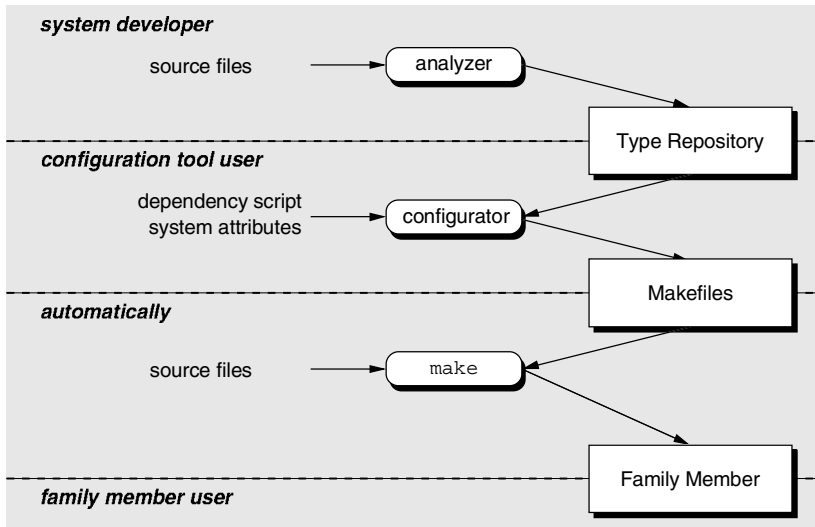 system developer
source files
analyzer
Type Repository
configuration tool user
dependency script
system attributes
configurator
Makefiles
automatically
source files
make
Family Member
family member user